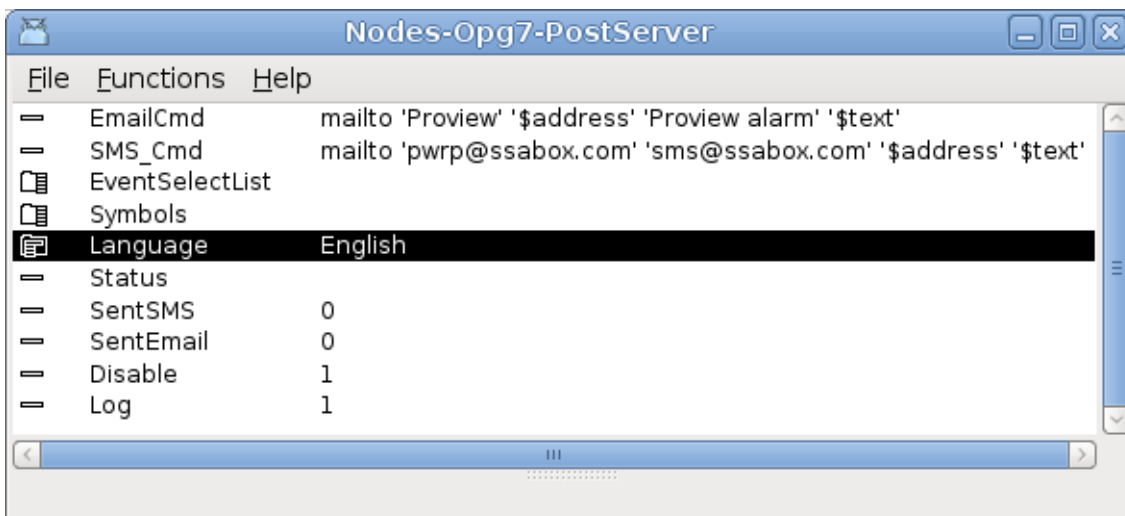 Nodes-Opg7-PostServer
File Functions Help
EmailCmd mailto 'Proview' '$address' 'Proview alarm' '$text'
SMS_Cmd mailto 'pwrp@ssabox.com' 'sms@ssabox.com' '$address' '$text'
EventSelectList
Symbols
Language English
Status
SentSMS 0
SentEmail 0
Disable 1
Log 1